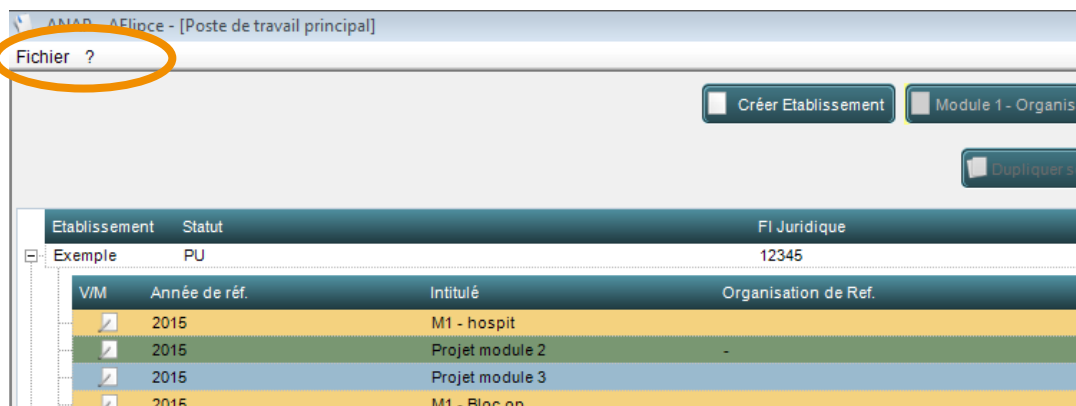 ANAP - AFlipce - [Poste de travail principal]
Fichier ?
Créer Etablissement Module 1 - Organis
Dupliquer s
Etablissement Statut FI Juridique
Exemple PU 12345
V/M Année de réf. Intitulé Organisation de Ref.
2015 M1 - hospit
2015 Projet module 2 -
2015 Projet module 3
2015 M1 - Bloc op